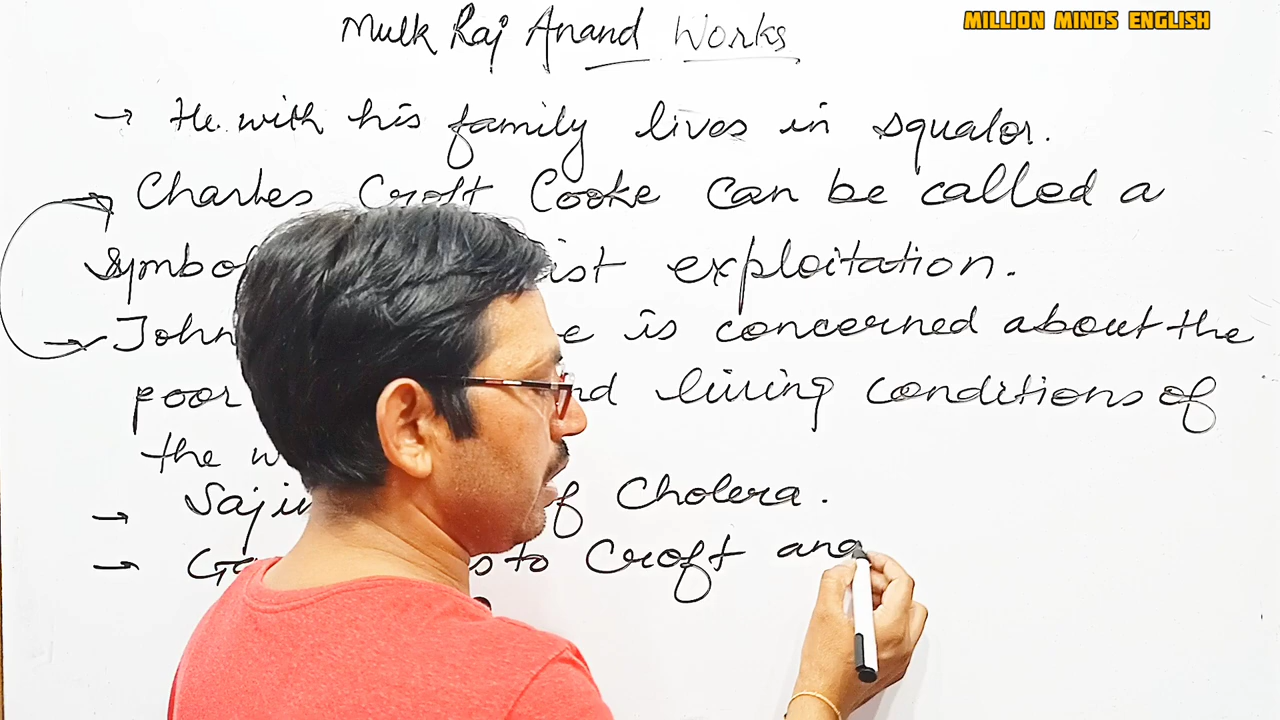 MILLION MINDS ENGLISH
Mulk Raj Anand Works
→ He with his family lives in squalor.
→ Charles Croft Cooke can be called a
exploitation.
→ John is concerned about the
poor living conditions of
the
→ of Cholera.
→ to Croft and